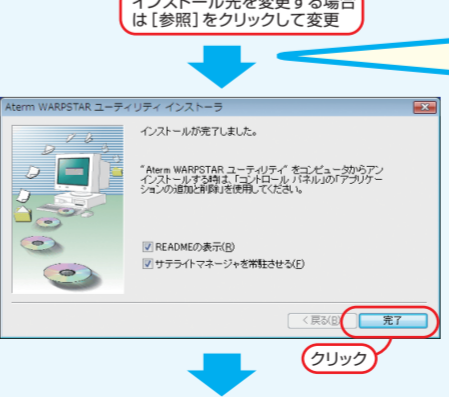 インストール先を変更する場合
は[参照]をクリックして変更
Aterm WARPSTAR ユーティリティ インストーラ
インストールが完了しました。
"Aterm WARPSTAR ユーティリティ" をコンピュータからアン
インストールする時は、「コントロール パネル」の「アプリケー
ションの追加と削除」を使用してください。
READMEの表示(R)
サテライトマネージャを常駐させる(F)
< 戻る(B)
完了
クリック